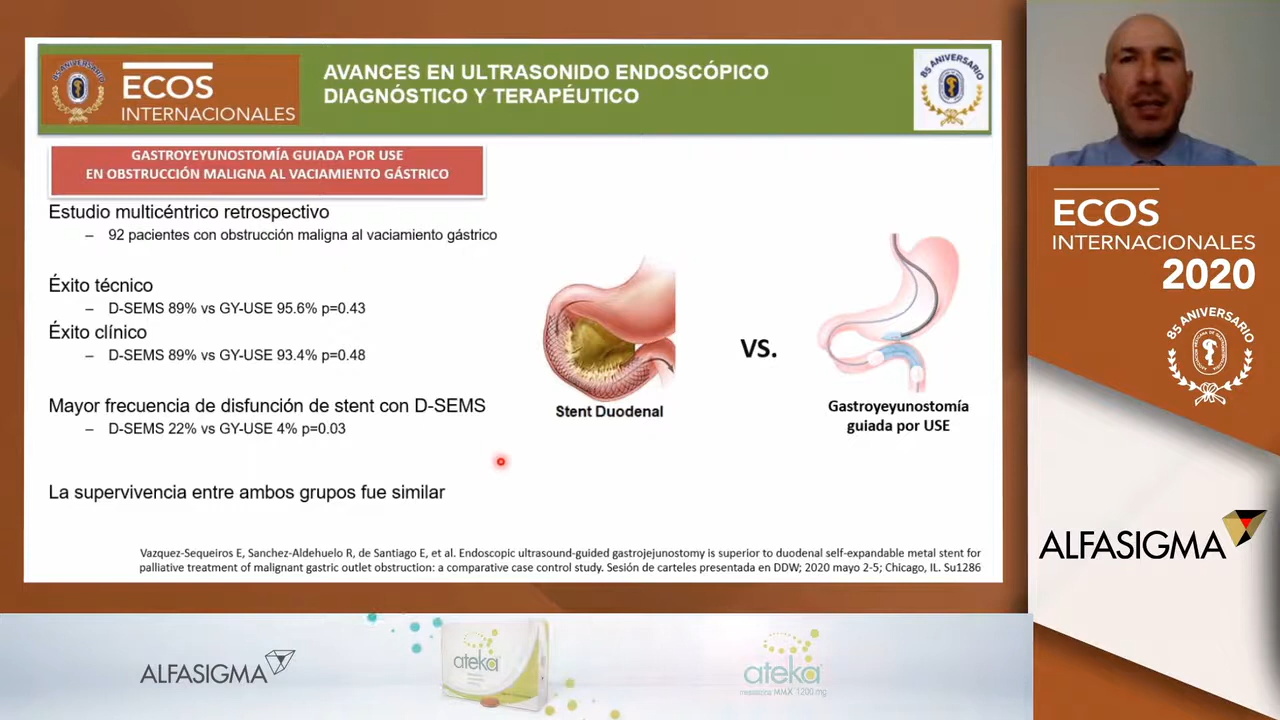 85 ANIVERSARIO
ECOS
INTERNACIONALES
AVANCES EN ULTRASONIDO ENDOSCÓPICO
DIAGNÓSTICO Y TERAPÉUTICO
85 ANIVERSARIO
GASTROYEYUNOSTOMÍA GUIADA POR USE
EN OBSTRUCCIÓN MALIGNA AL VACIAMIENTO GÁSTRICO
Estudio multicéntrico retrospectivo
– 92 pacientes con obstrucción maligna al vaciamiento gástrico
Éxito técnico
– D-SEMS 89% vs GY-USE 95.6% p=0.43
Éxito clínico
– D-SEMS 89% vs GY-USE 93.4% p=0.48
Mayor frecuencia de disfunción de stent con D-SEMS
– D-SEMS 22% vs GY-USE 4% p=0.03
La supervivencia entre ambos grupos fue similar
Stent Duodenal
VS.
Gastroyeyunostomía
guiada por USE
Vazquez-Sequeiros E, Sanchez-Aldehuelo R, de Santiago E, et al. Endoscopic ultrasound-guided gastrojejunostomy is superior to duodenal self-expandable metal stent for
palliative treatment of malignant gastric outlet obstruction: a comparative case control study. Sesión de carteles presentada en DDW; 2020 mayo 2-5; Chicago, IL. Su1286
ECOS
INTERNACIONALES
2020
85 ANIVERSARIO
ALFASIGMA
ALFASIGMA
ateka
ateka
mesalazina MMX 1200 mg